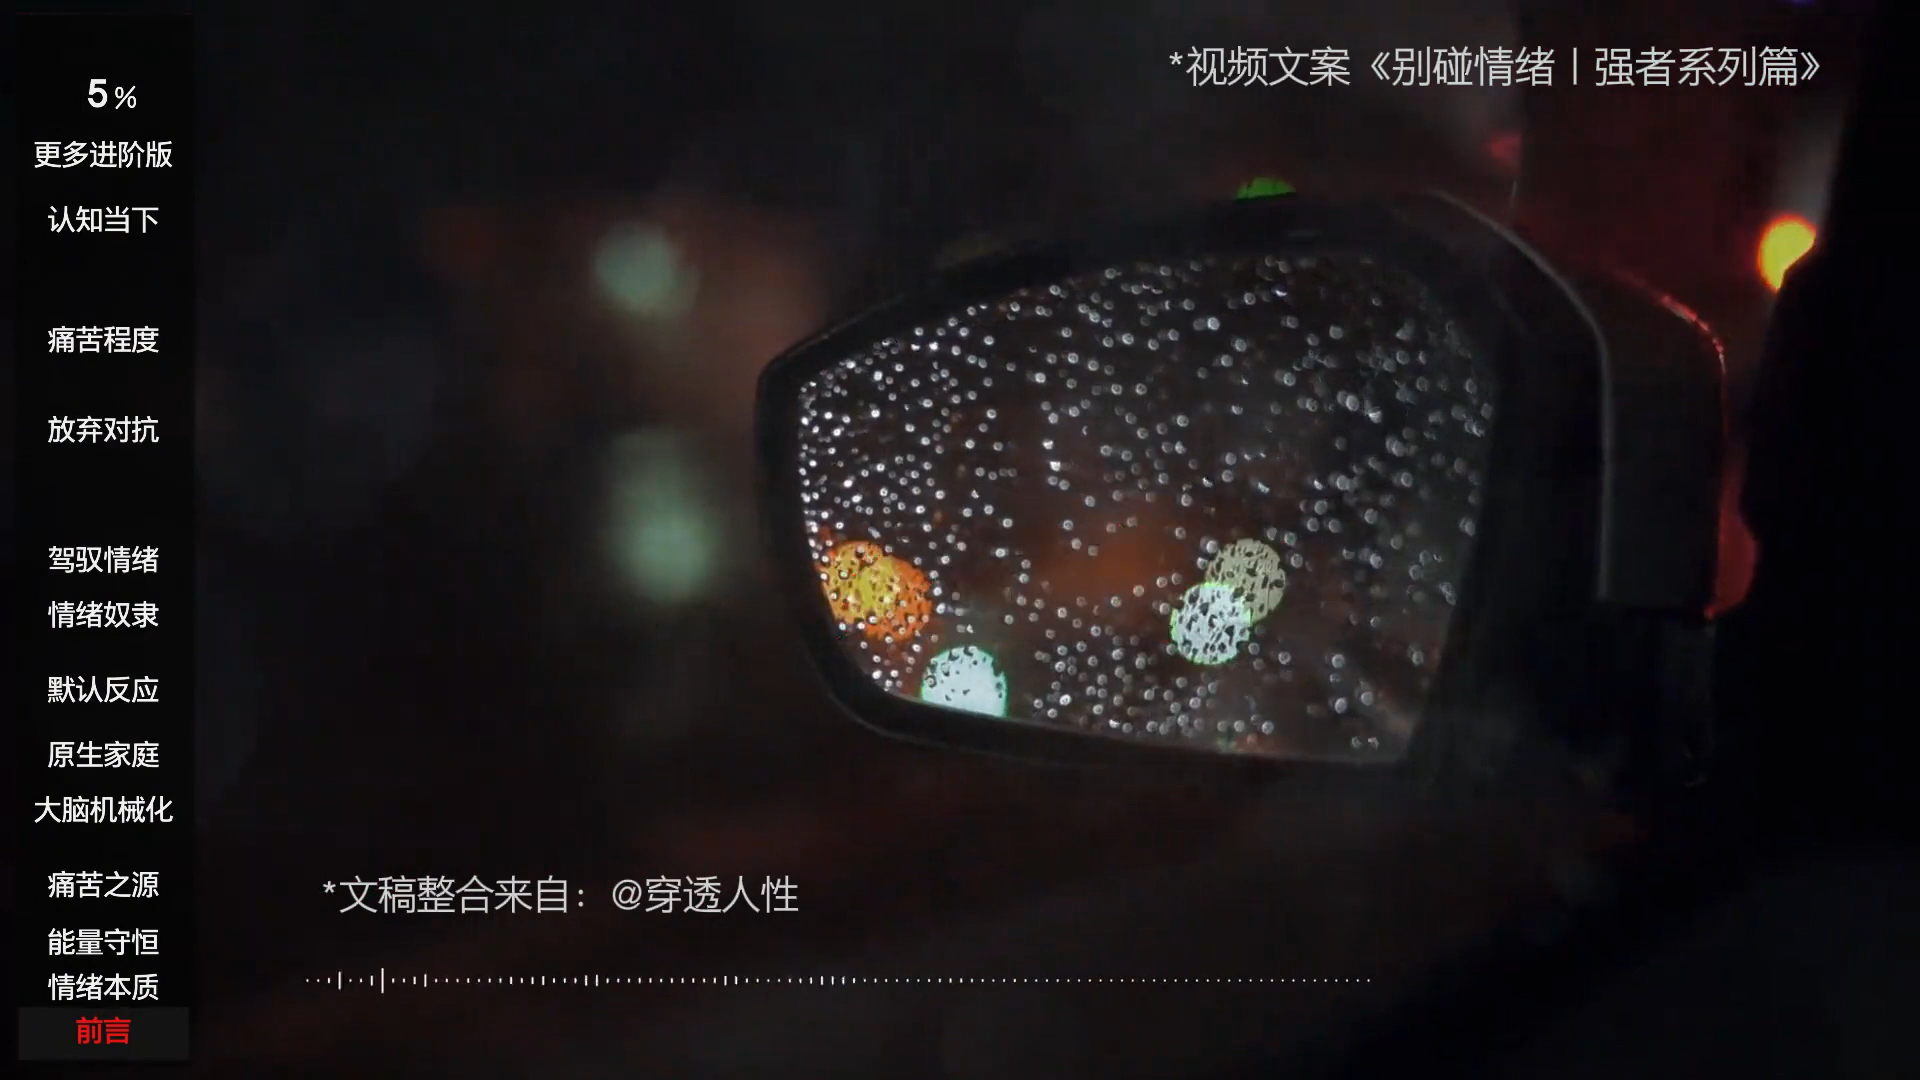 *视频文案《别碰情绪丨强者系列篇》
5%
更多进阶版
认知当下
痛苦程度
放弃对抗
驾驭情绪
情绪奴隶
默认反应
原生家庭
大脑机械化
痛苦之源
能量守恒
情绪本质
前言
*文稿整合来自：@穿透人性